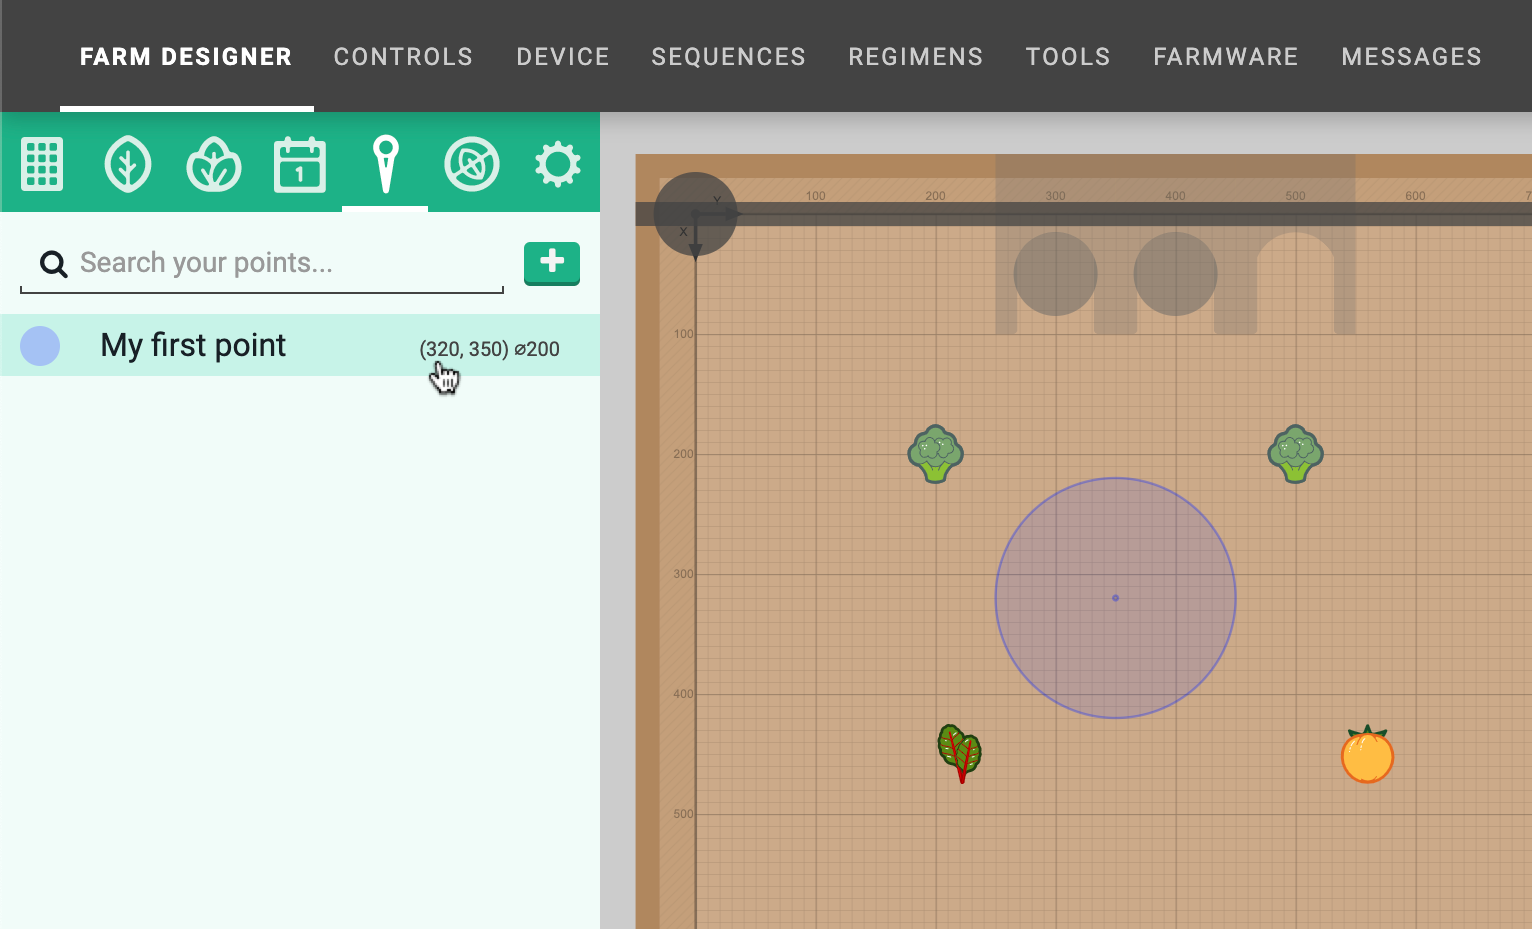 FARM DESIGNER CONTROLS DEVICE SEQUENCES REGIMENS TOOLS FARMWARE MESSAGES
1
Search your points...
My first point (320, 350) ⌀200
100 200 300 400 500 600 7
Y
X
100
200
300
400
500